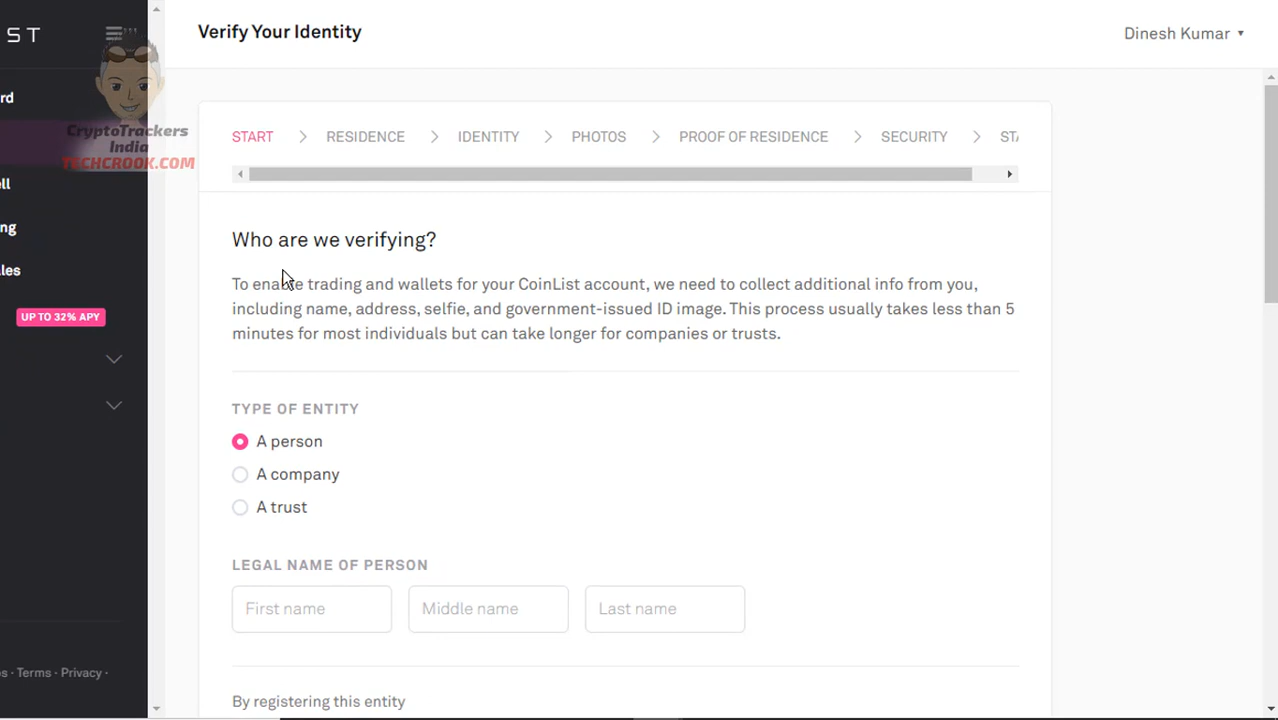 ST
Verify Your Identity
Dinesh Kumar
rd
CryptoTrackers
India
TECHCROOK.COM
START
RESIDENCE
IDENTITY
PHOTOS
PROOF OF RESIDENCE
SECURITY
STA
ll
ng
les
UP TO 32% APY
Who are we verifying?
To enable trading and wallets for your CoinList account, we need to collect additional info from you,
including name, address, selfie, and government-issued ID image. This process usually takes less than 5
minutes for most individuals but can take longer for companies or trusts.
TYPE OF ENTITY
A person
A company
A trust
LEGAL NAME OF PERSON
First name
Middle name
Last name
s · Terms · Privacy ·
By registering this entity